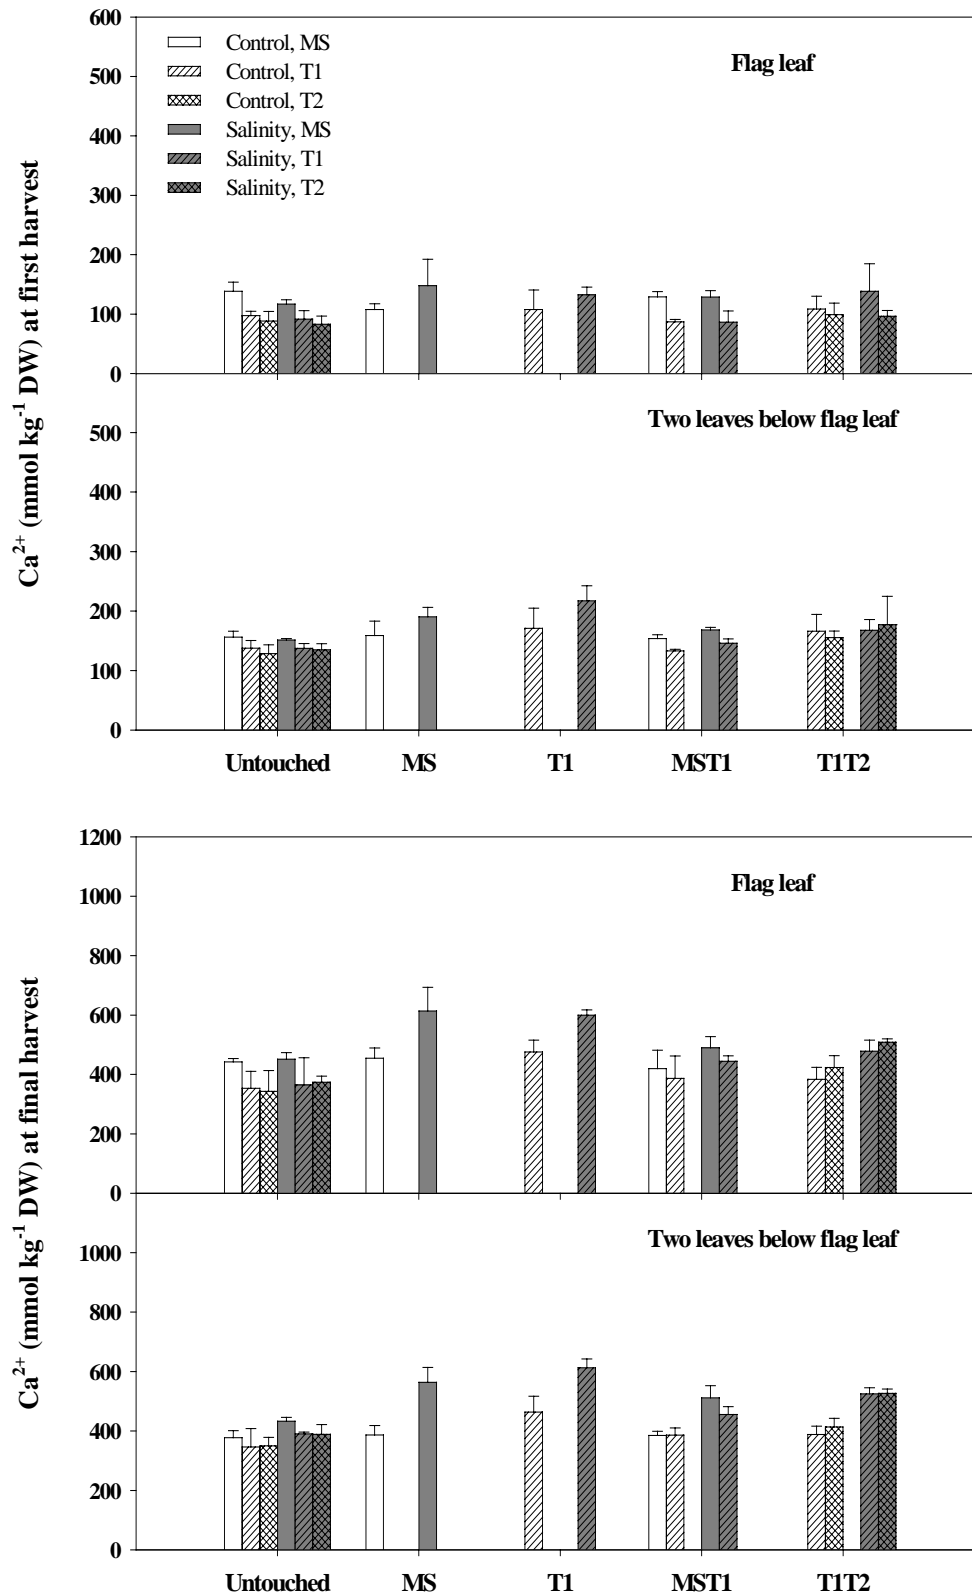 Ca²⁺ (mmol kg⁻¹ DW) at first harvest
600
500
400
300
200
100
0
Control, MS
Control, T1
Control, T2
Salinity, MS
Salinity, T1
Salinity, T2
Flag leaf
500
400
300
200
100
0
Two leaves below flag leaf
Untouched MS T1 MST1 T1T2
Ca²⁺ (mmol kg⁻¹ DW) at final harvest
1200
1000
800
600
400
200
0
Flag leaf
1000
800
600
400
200
0
Two leaves below flag leaf
Untouched MS T1 MST1 T1T2